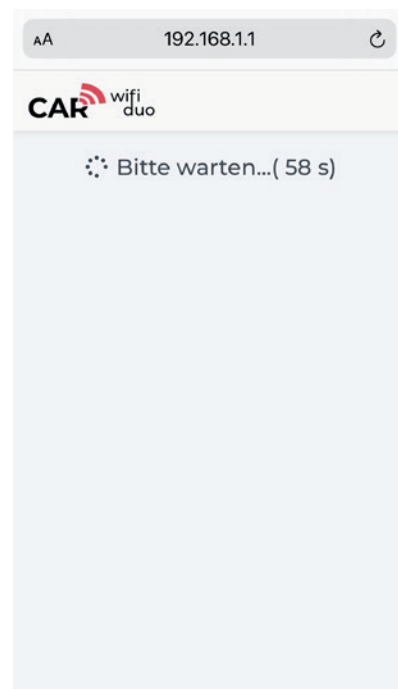 AA 192.168.1.1
CAR wifi duo
Bitte warten...( 58 s)